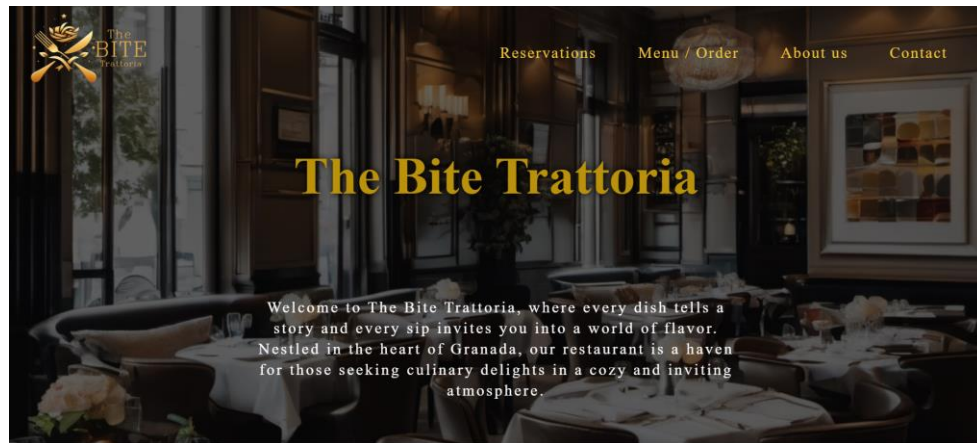 The
BITE
Trattoria
Reservations Menu / Order About us Contact
The Bite Trattoria
Welcome to The Bite Trattoria, where every dish tells a
story and every sip invites you into a world of flavor.
Nestled in the heart of Granada, our restaurant is a haven
for those seeking culinary delights in a cozy and inviting
atmosphere.